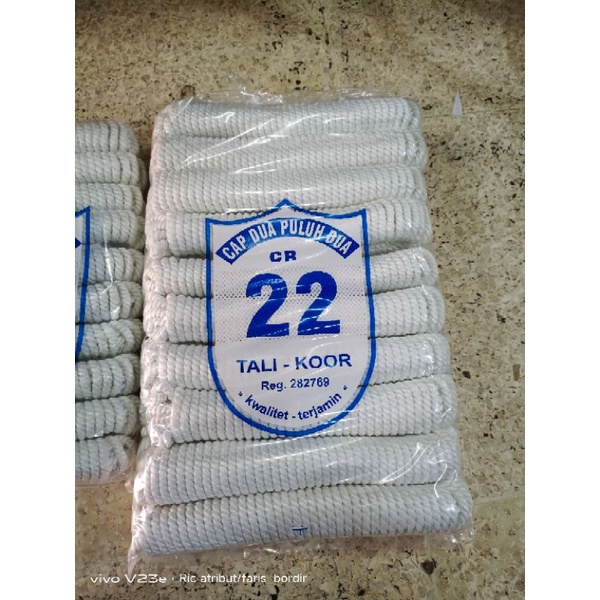 CAP DUA PULUH DUA
CR
22
TALI - KOOR
Reg. 282769
kwalitet - terjamin
vivo V23e · Ric atribut/faris_bordir